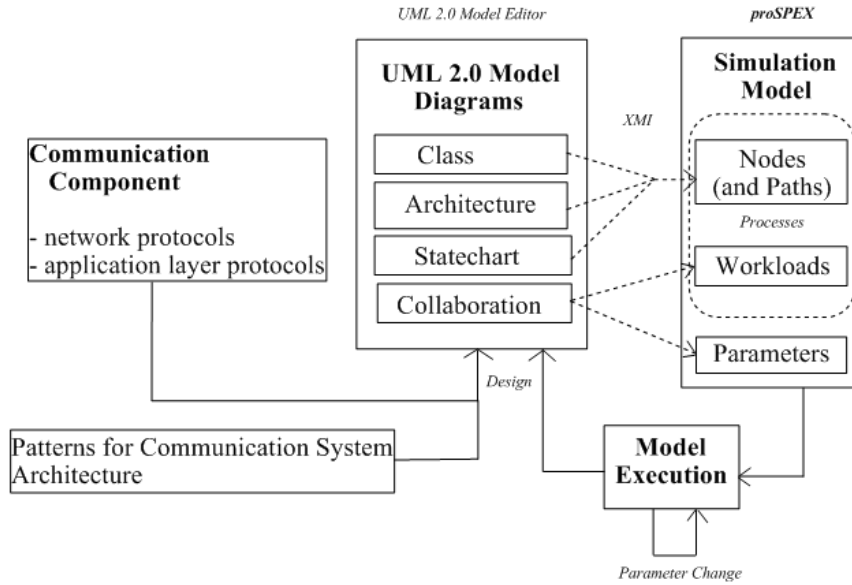 UML 2.0 Model Editor
proSPEX
UML 2.0 Model
Diagrams
Class
Architecture
Statechart
Collaboration
Simulation
Model
XMI
Nodes
(and Paths)
Processes
Workloads
Parameters
Communication
Component
- network protocols
- application layer protocols
Design
Patterns for Communication System
Architecture
Model
Execution
Parameter Change